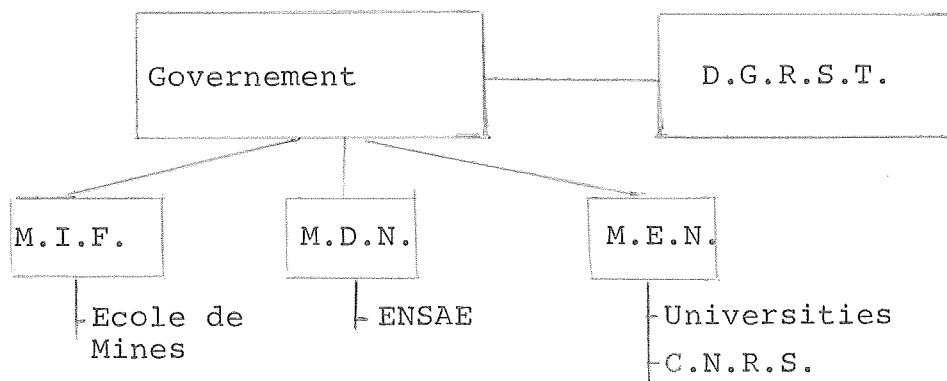 Governement
D.G.R.S.T.
M.I.F.
M.D.N.
M.E.N.
Ecole de
Mines
ENSAE
Universities
C.N.R.S.